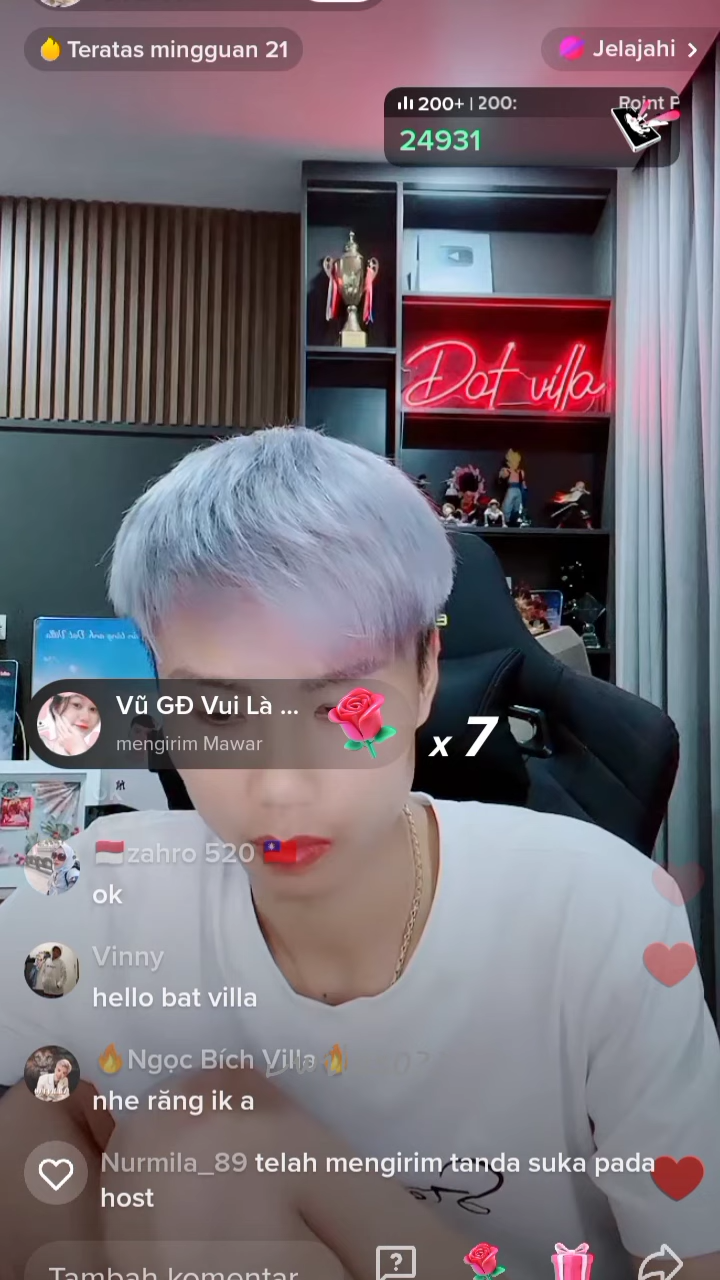 Teratas mingguan 21
Jelajahi >
200+ | 200:
Point P
24931
Dat villa
Vũ GĐ Vui Là ...
mengirim Mawar
x 7
zahro 520
ok
Vinny
hello bat villa
Ngọc Bích Villa
nhe răng ik a
Nurmila_89 telah mengirim tanda suka pada
host
Tambah komentar